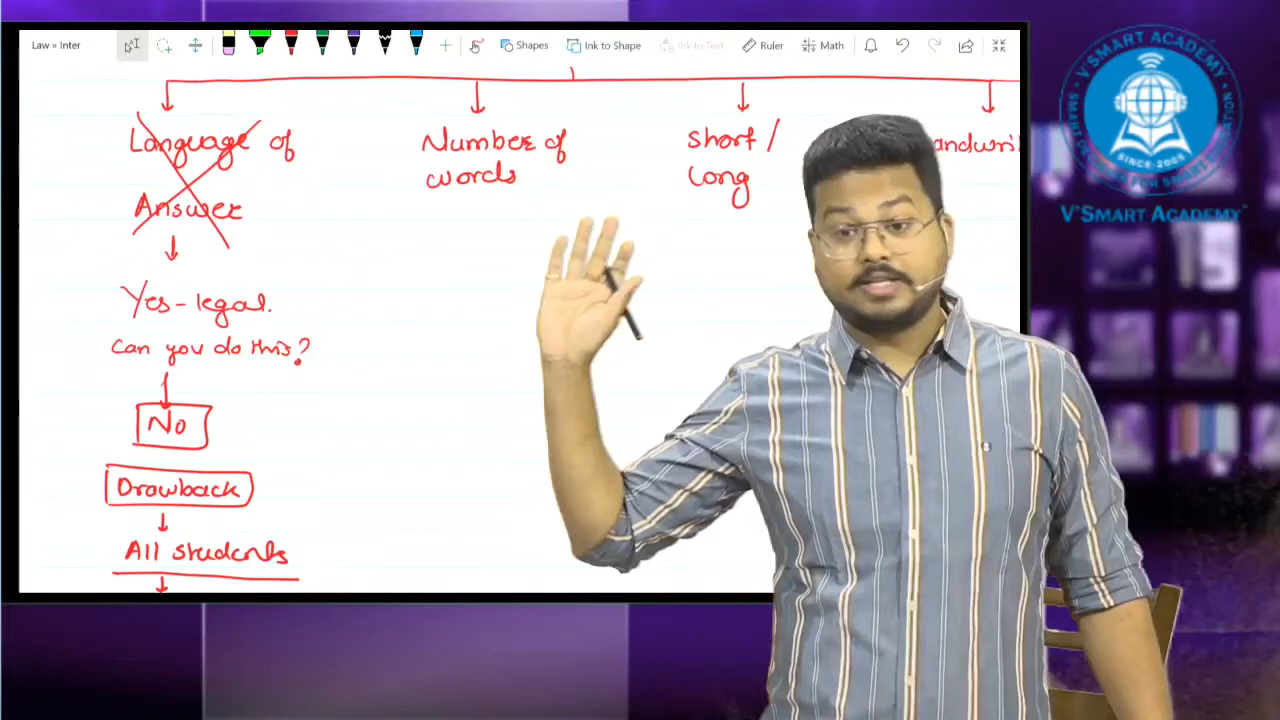 Law » Inter
Shapes
Ink to Shape
Ink to Text
Ruler
Math
Language of
Answer
Yes - legal.
Can you do this?
No
Drawback
All students
Number of
words
Short /
Long
andwri
V'SMART ACADEMY
SINCE-2005
V'SMART ACADEMY